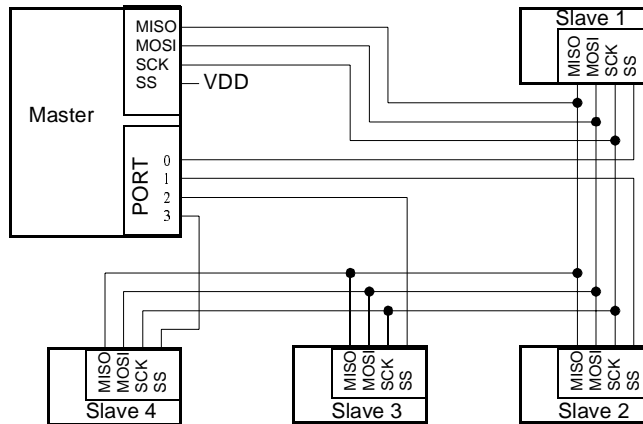 Master
MISO
MOSI
SCK
SS
VDD
PORT
0
1
2
3
Slave 1
MISO
MOSI
SCK
SS
MISO
MOSI
SCK
SS
Slave 4
MISO
MOSI
SCK
SS
Slave 3
MISO
MOSI
SCK
SS
Slave 2